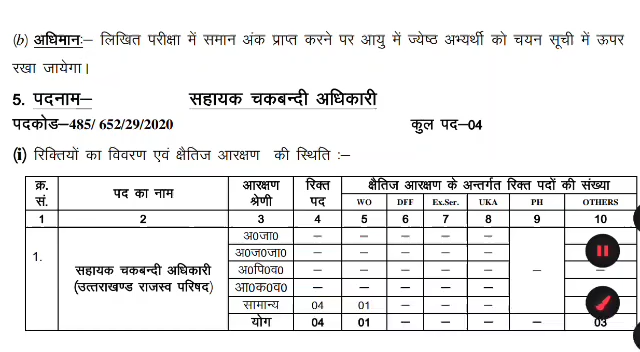 (b) अधिमानः– लिखित परीक्षा में समान अंक प्राप्त करने पर आयु में ज्येष्ठ अभ्यर्थी को चयन सूची में ऊपर
रखा जायेगा।
5. पदनाम– सहायक चकबन्दी अधिकारी
पदकोड–485/ 652/29/2020 कुल पद–04
(i) रिक्तियों का विवरण एवं क्षैतिज आरक्षण की स्थिति :–
क्र. सं. पद का नाम आरक्षण श्रेणी रिक्त पद क्षैतिज आरक्षण के अन्तर्गत रिक्त पदों की संख्या
WO DFF Ex.Ser. UKA PH OTHERS
1 2 3 4 5 6 7 8 9 10
अ0जा0 – – – – –
1. अ0ज0जा0 – – – – –
सहायक चकबन्दी अधिकारी अ0पि0व0 – – – – – – –
(उत्तराखण्ड राजस्व परिषद) आ0क0व0 – – – – –
सामान्य 04 01 – – –
योग 04 01 – – – – 03